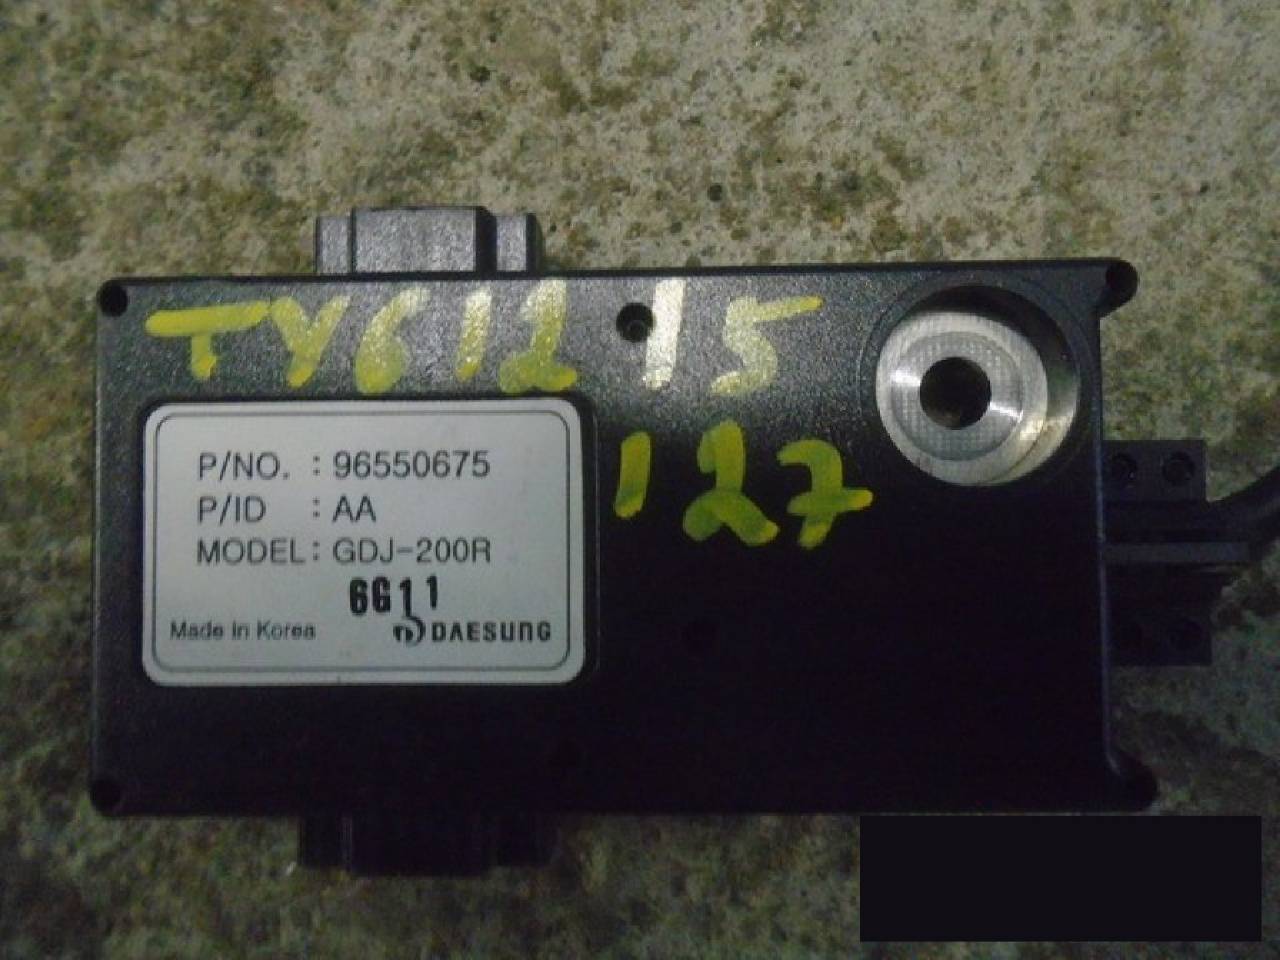 TY61215
127
P/NO. : 96550675
P/ID : AA
MODEL : GDJ-200R
6G11
Made in Korea DAESUNG